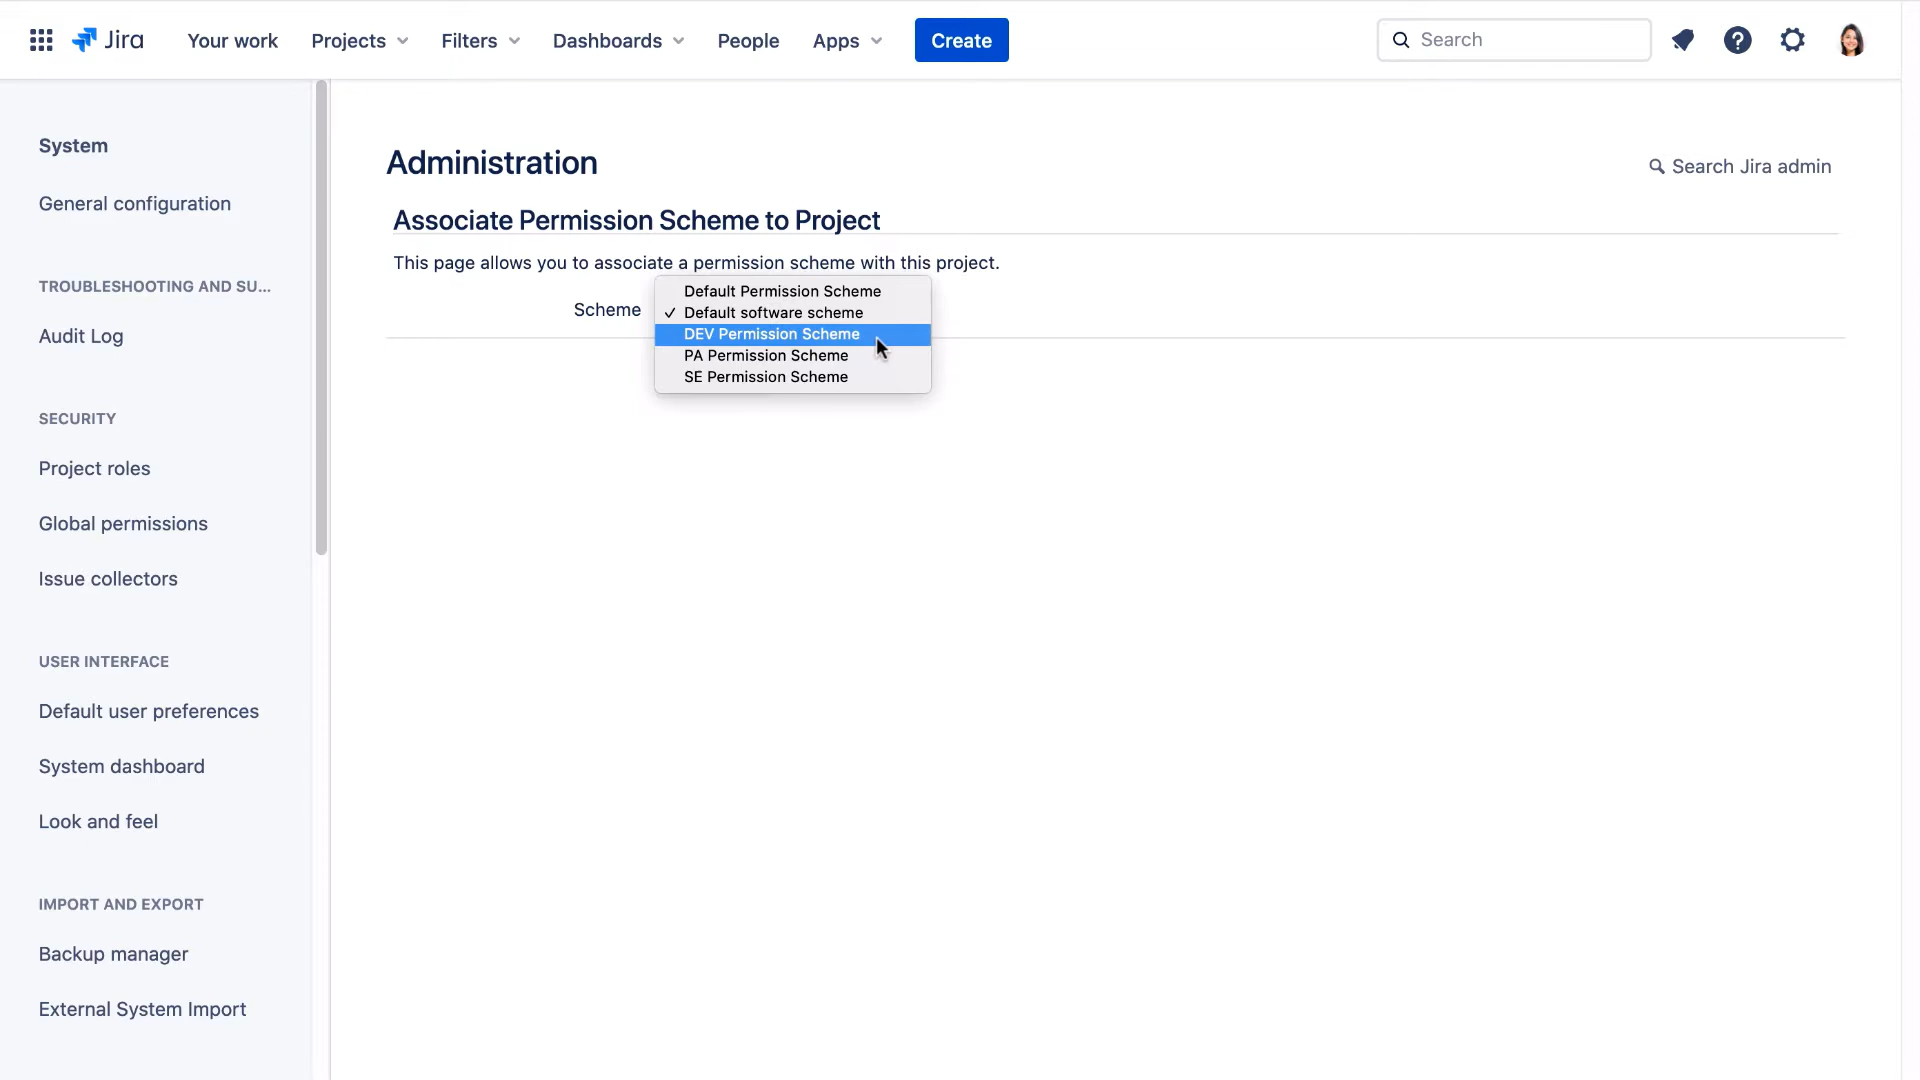 Jira
Your work
Projects
Filters
Dashboards
People
Apps
Create
Search
System
General configuration
TROUBLESHOOTING AND SU...
Audit Log
SECURITY
Project roles
Global permissions
Issue collectors
USER INTERFACE
Default user preferences
System dashboard
Look and feel
IMPORT AND EXPORT
Backup manager
External System Import
Administration
Search Jira admin
Associate Permission Scheme to Project
This page allows you to associate a permission scheme with this project.
Scheme
Default Permission Scheme
✓ Default software scheme
DEV Permission Scheme
PA Permission Scheme
SE Permission Scheme